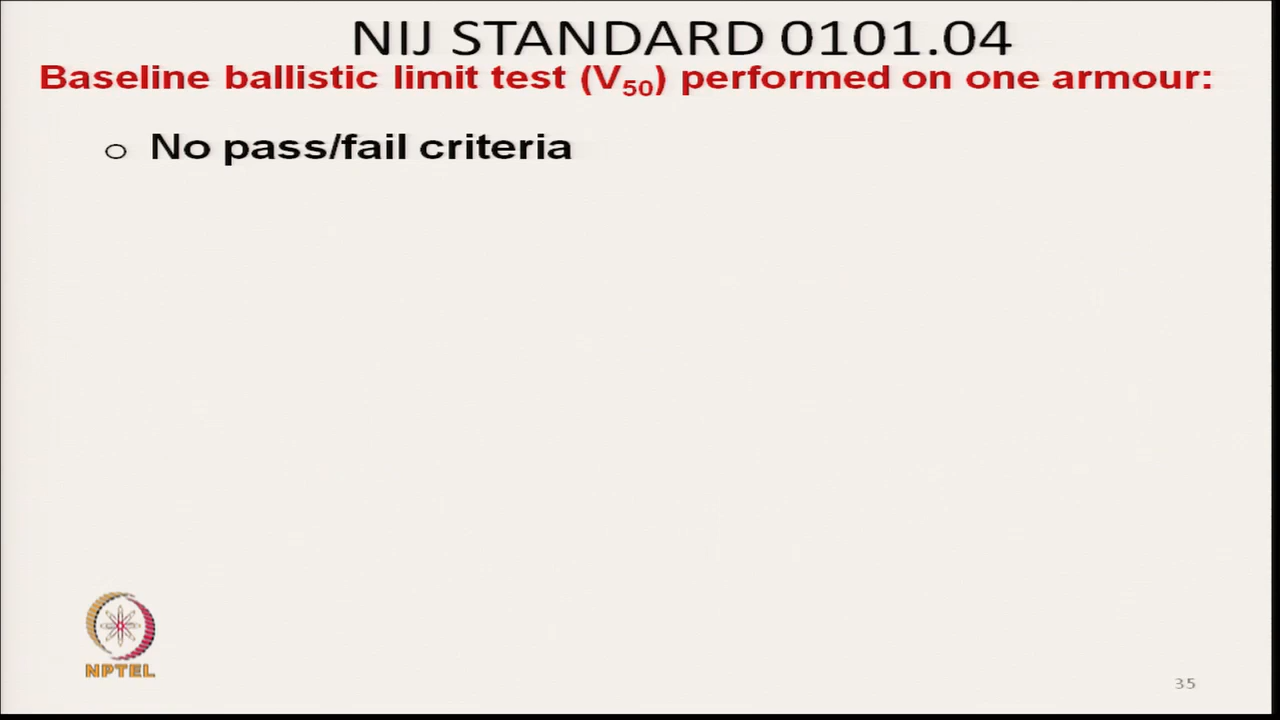 NIJ STANDARD 0101.04
Baseline ballistic limit test (V50) performed on one armour:
o No pass/fail criteria
NPTEL
35